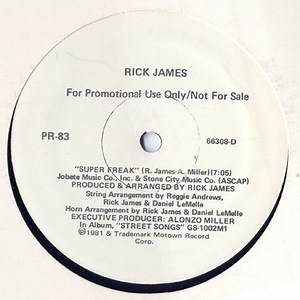 RICK JAMES
For Promotional Use Only/Not For Sale
PR-83
66308-D
"SUPER FREAK" (R. James-A. Miller)(7:05)
Jobete Music Co., Inc. & Stone City Music Co. (ASCAP)
PRODUCED & ARRANGED BY RICK JAMES
String Arrangement by Reggie Andrews,
Rick James & Daniel LeMelle
Horn Arrangement by Rick James & Daniel LeMelle
EXECUTIVE PRODUCER: ALONZO MILLER
In Album, "STREET SONGS" G8-1002M1
©1981 & Trademark Motown Record
Corp.